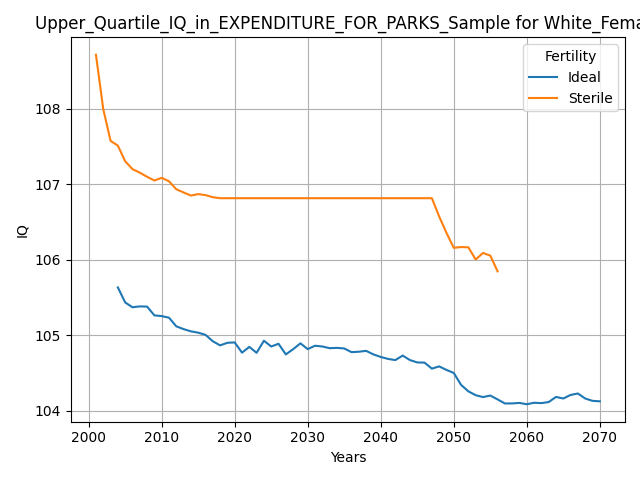 Upper_Quartile_IQ_in_EXPENDITURE_FOR_PARKS_Sample for White_Fema
Fertility
Ideal
Sterile
108
107
106
105
104
IQ
2000 2010 2020 2030 2040 2050 2060 2070
Years